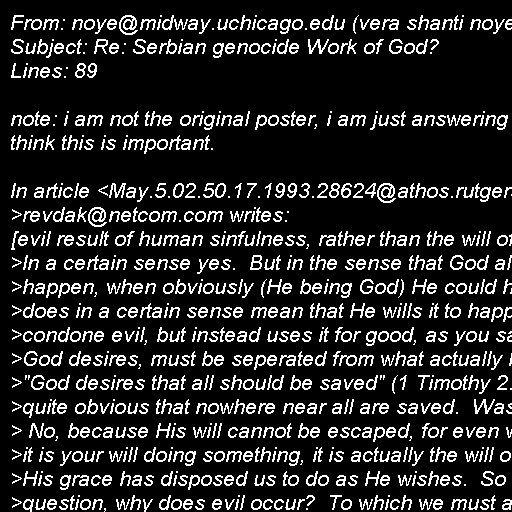 From: noye@midway.uchicago.edu (vera shanti noye
Subject: Re: Serbian genocide Work of God?
Lines: 89
note: i am not the original poster, i am just answering
think this is important.
In article <May.5.02.50.17.1993.28624@athos.rutgers
>revdak@netcom.com writes:
[evil result of human sinfulness, rather than the will of
>In a certain sense yes.  But in the sense that God al
>happen, when obviously (He being God) He could h
>does in a certain sense mean that He wills it to happ
>condone evil, but instead uses it for good, as you sa
>God desires, must be seperated from what actually
>"God desires that all should be saved" (1 Timothy 2.
>quite obvious that nowhere near all are saved.  Was
> No, because His will cannot be escaped, for even w
>it is your will doing something, it is actually the will o
>His grace has disposed us to do as He wishes.  So
>question, why does evil occur?  To which we must a